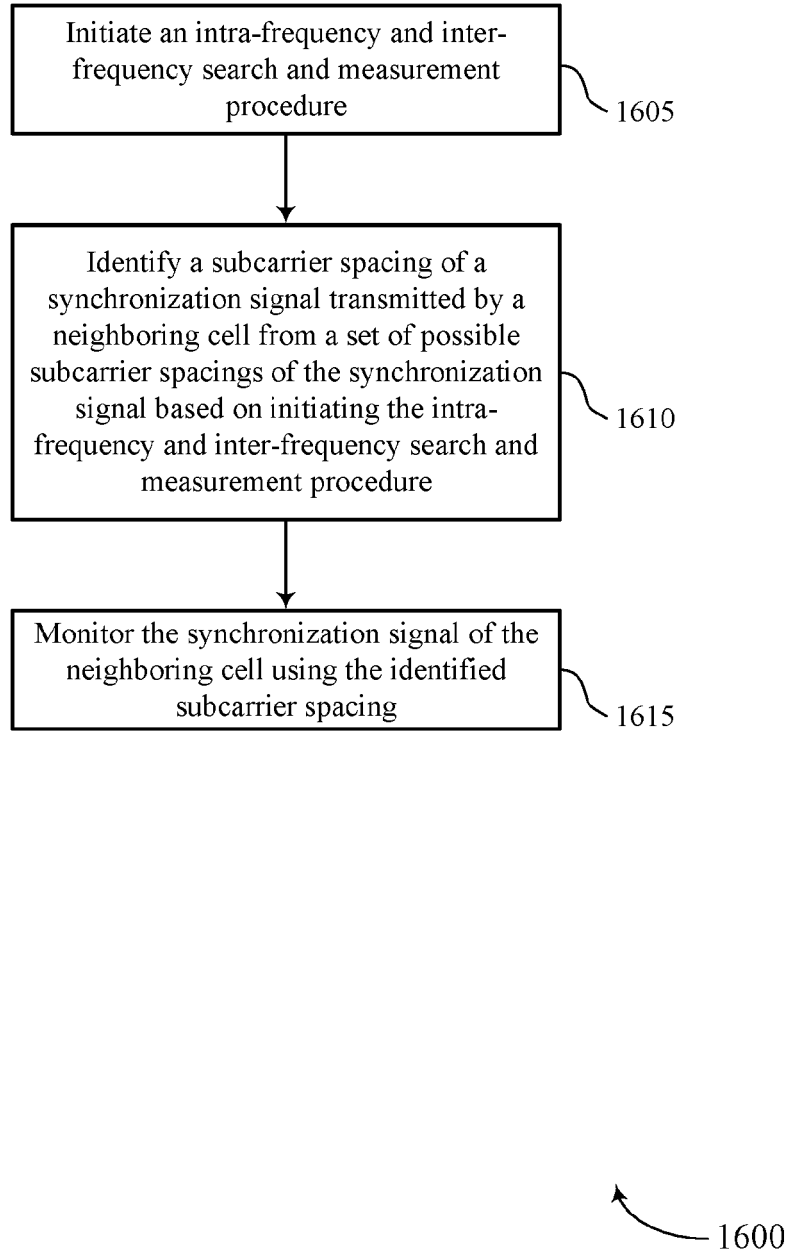 Initiate an intra-frequency and inter-
frequency search and measurement
procedure
1605
Identify a subcarrier spacing of a
synchronization signal transmitted by a
neighboring cell from a set of possible
subcarrier spacings of the synchronization
signal based on initiating the intra-
frequency and inter-frequency search and
measurement procedure
1610
Monitor the synchronization signal of the
neighboring cell using the identified
subcarrier spacing
1615
1600